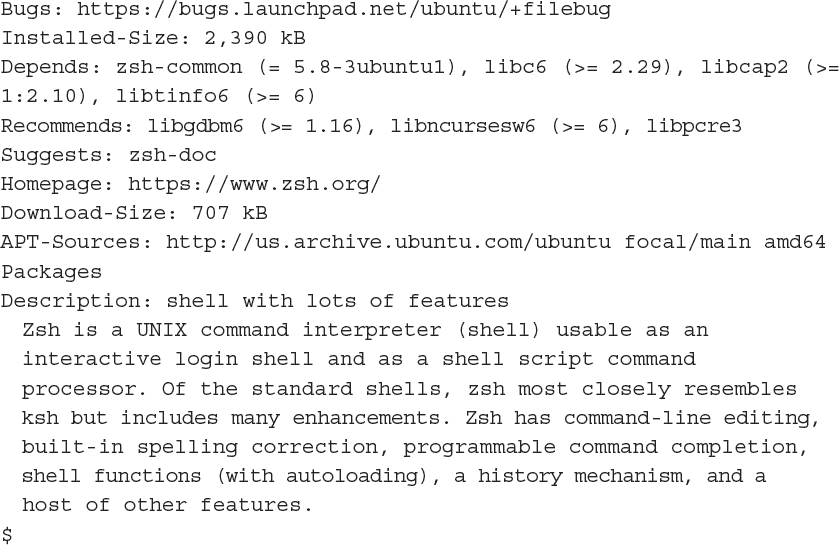 Bugs: https://bugs.launchpad.net/ubuntu/+filebug
Installed-Size: 2,390 kB
Depends: zsh-common (= 5.8-3ubuntu1), libc6 (>= 2.29), libcap2 (>=
1:2.10), libtinfo6 (>= 6)
Recommends: libgdbm6 (>= 1.16), libncursesw6 (>= 6), libpcre3
Suggests: zsh-doc
Homepage: https://www.zsh.org/
Download-Size: 707 kB
APT-Sources: http://us.archive.ubuntu.com/ubuntu focal/main amd64
Packages
Description: shell with lots of features
Zsh is a UNIX command interpreter (shell) usable as an
interactive login shell and as a shell script command
processor. Of the standard shells, zsh most closely resembles
ksh but includes many enhancements. Zsh has command-line editing,
built-in spelling correction, programmable command completion,
shell functions (with autoloading), a history mechanism, and a
host of other features.
$